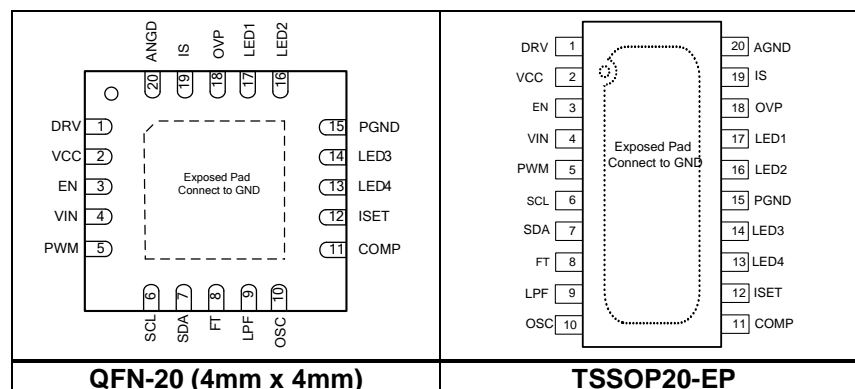 ANGD
IS
OVP
LED1
LED2
20
19
18
17
16
DRV 1
VCC 2
EN 3
VIN 4
PWM 5
Exposed Pad
Connect to GND
15 PGND
14 LED3
13 LED4
12 ISET
11 COMP
6
7
8
9
10
SCL
SDA
FT
LPF
OSC
QFN-20 (4mm x 4mm)
DRV 1
VCC 2
EN 3
VIN 4
PWM 5
SCL 6
SDA 7
FT 8
LPF 9
OSC 10
Exposed Pad
Connect to GND
20 AGND
19 IS
18 OVP
17 LED1
16 LED2
15 PGND
14 LED3
13 LED4
12 ISET
11 COMP
TSSOP20-EP